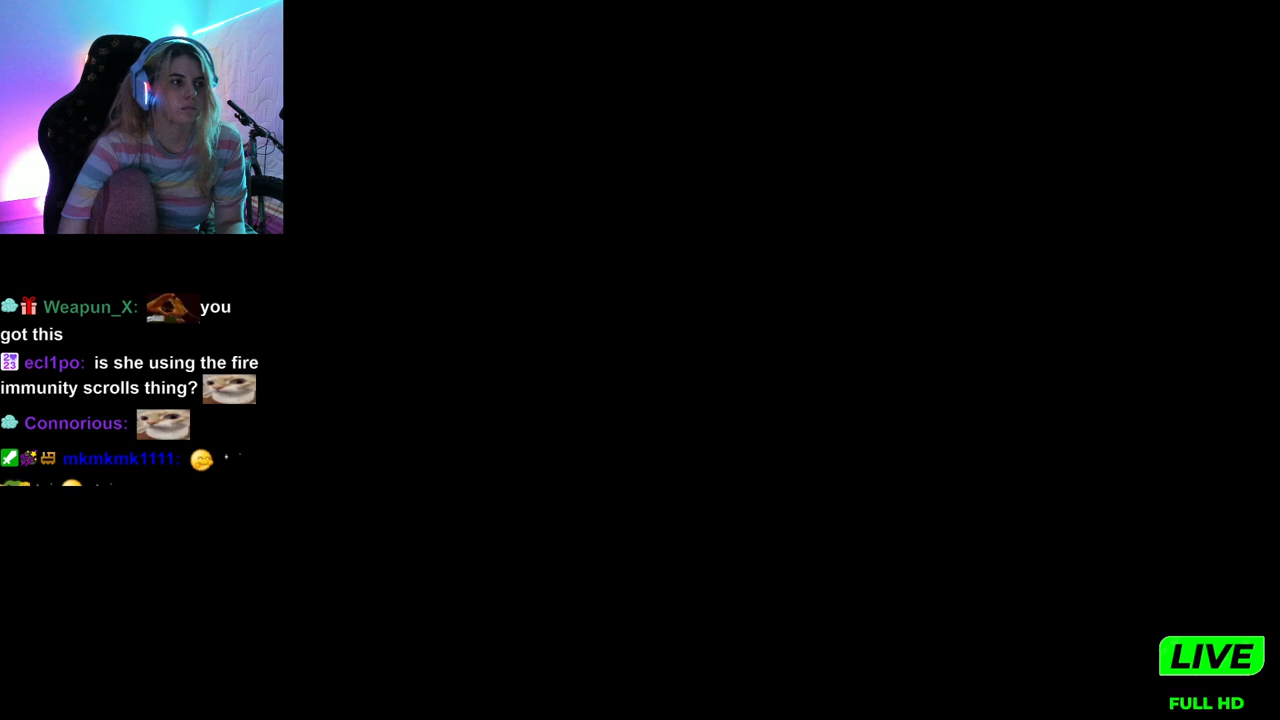 Weapun_X: you
got this
ecl1po: is she using the fire
immunity scrolls thing?
Connorious:
mkmkmk1111:
LIVE
FULL HD